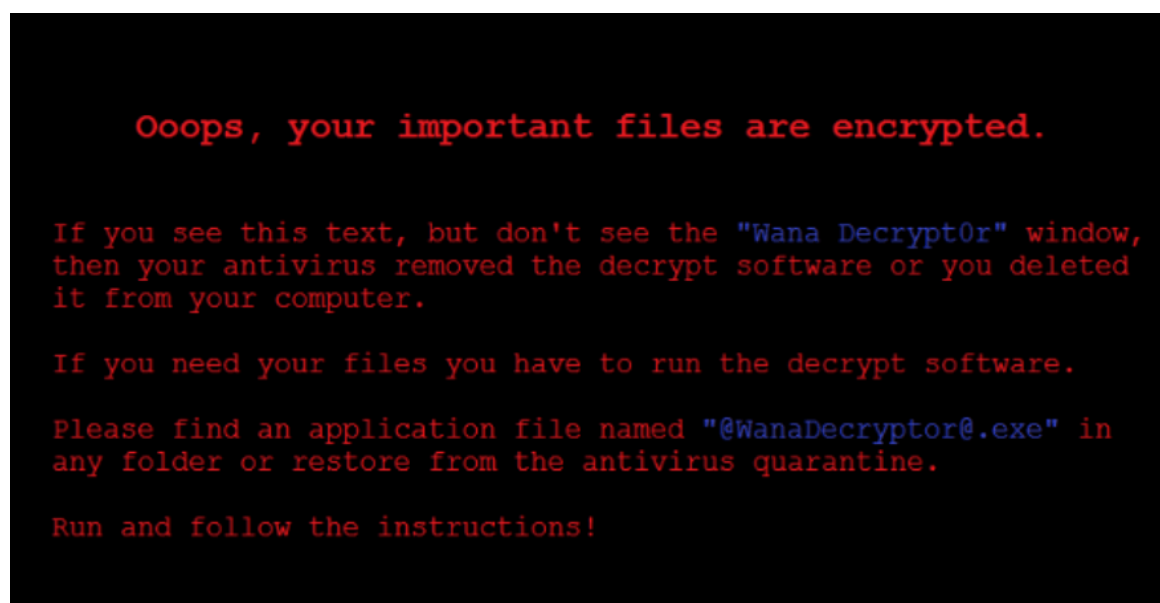 Ooops, your important files are encrypted.
If you see this text, but don't see the "Wana Decrypt0r" window,
then your antivirus removed the decrypt software or you deleted
it from your computer.
If you need your files you have to run the decrypt software.
Please find an application file named "@WanaDecryptor@.exe" in
any folder or restore from the antivirus quarantine.
Run and follow the instructions!